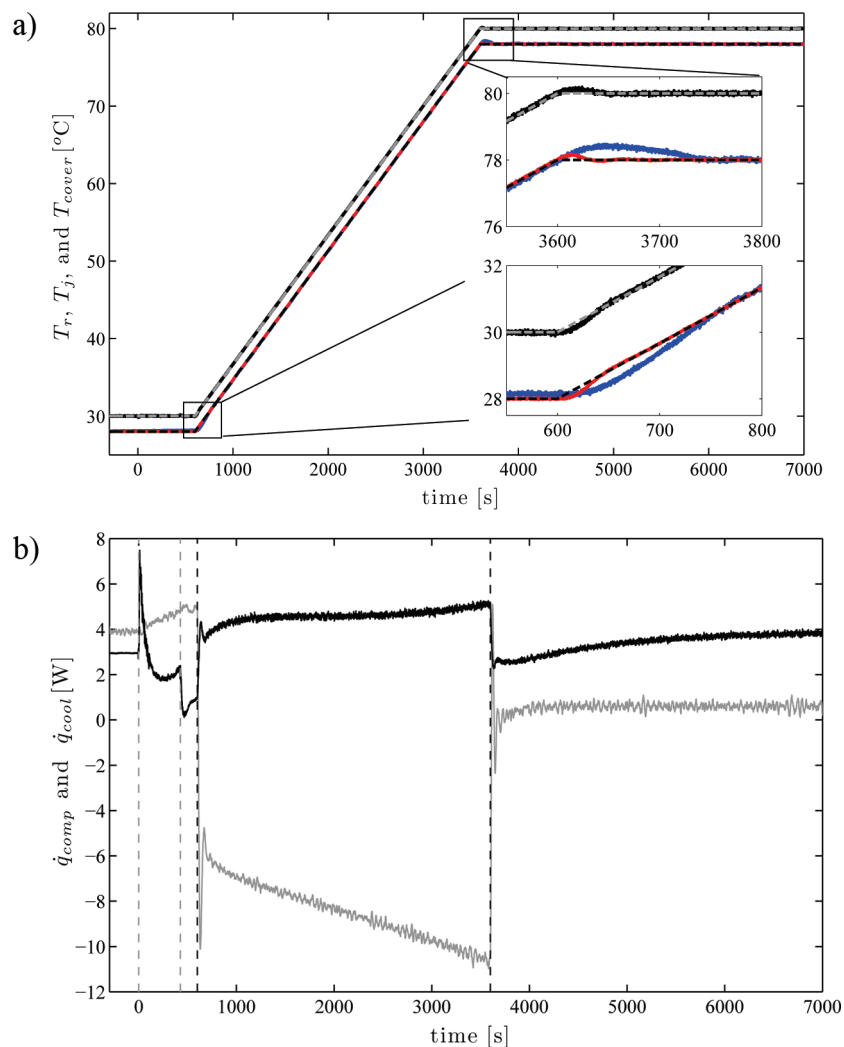 a)
80
70
60
50
40
30
T_r, T_j, and T_cover [°C]
80
78
76
3600 3700 3800
32
30
28
600 700 800
0 1000 2000 3000 4000 5000 6000 7000
time [s]
b)
8
6
4
2
0
−2
−4
−6
−8
−10
−12
q̇_comp and q̇_cool [W]
0 1000 2000 3000 4000 5000 6000 7000
time [s]